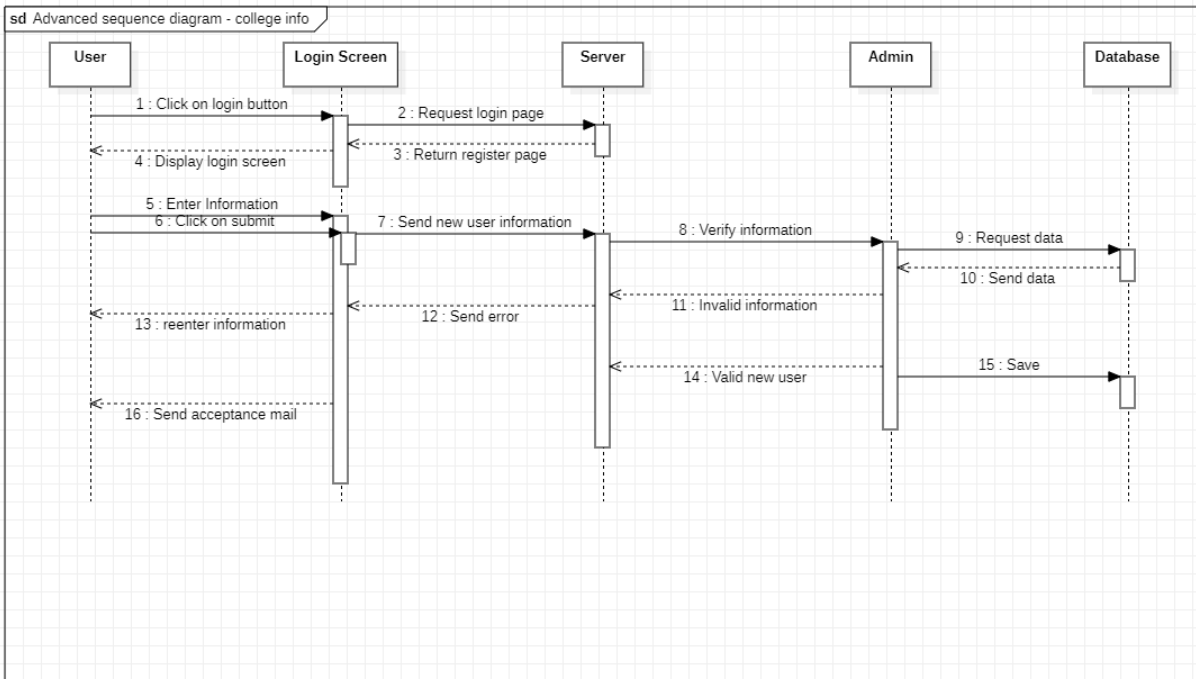 sd Advanced sequence diagram - college info
User
Login Screen
Server
Admin
Database
1 : Click on login button
2 : Request login page
3 : Return register page
4 : Display login screen
5 : Enter Information
6 : Click on submit
7 : Send new user information
8 : Verify information
9 : Request data
10 : Send data
11 : Invalid information
12 : Send error
13 : reenter information
14 : Valid new user
15 : Save
16 : Send acceptance mail